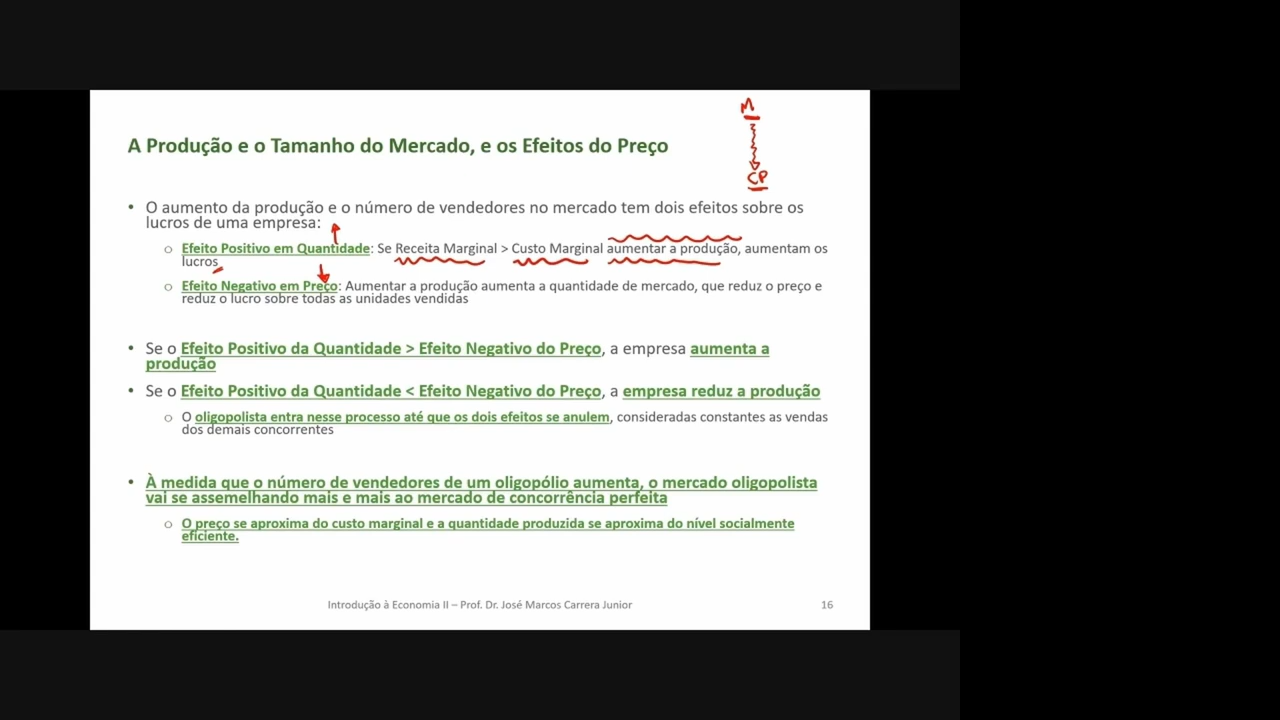 M
CP
A Produção e o Tamanho do Mercado, e os Efeitos do Preço
• O aumento da produção e o número de vendedores no mercado tem dois efeitos sobre os
lucros de uma empresa:
o Efeito Positivo em Quantidade: Se Receita Marginal > Custo Marginal aumentar a produção, aumentam os
lucros
o Efeito Negativo em Preço: Aumentar a produção aumenta a quantidade de mercado, que reduz o preço e
reduz o lucro sobre todas as unidades vendidas
• Se o Efeito Positivo da Quantidade > Efeito Negativo do Preço, a empresa aumenta a
produção
• Se o Efeito Positivo da Quantidade < Efeito Negativo do Preço, a empresa reduz a produção
o O oligopolista entra nesse processo até que os dois efeitos se anulem, consideradas constantes as vendas
dos demais concorrentes
• À medida que o número de vendedores de um oligopólio aumenta, o mercado oligopolista
vai se assemelhando mais e mais ao mercado de concorrência perfeita
o O preço se aproxima do custo marginal e a quantidade produzida se aproxima do nível socialmente
eficiente.
Introdução à Economia II – Prof. Dr. José Marcos Carrera Junior
16